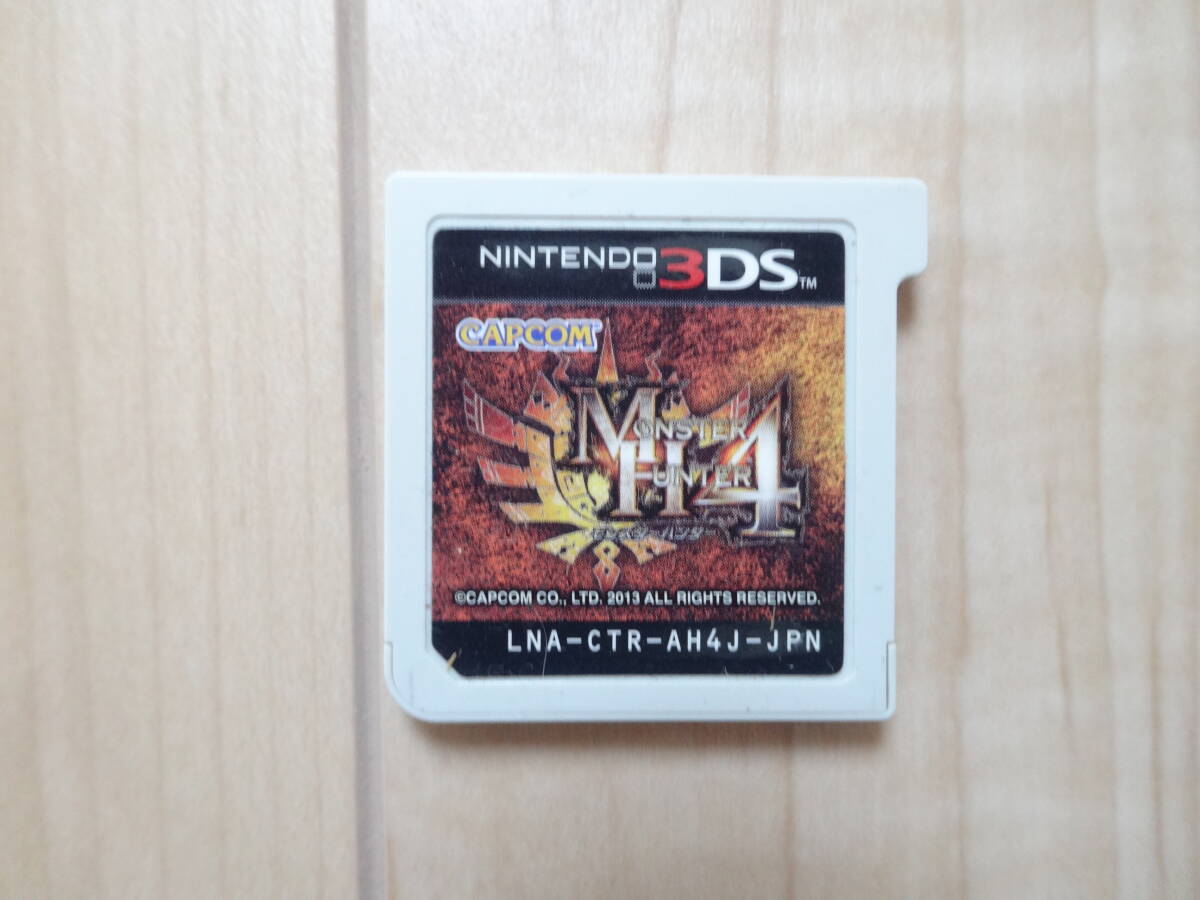 NINTENDO 3DS™
CAPCOM®
MONSTER
HUNTER 4
モンスターハンター
©CAPCOM CO., LTD. 2013 ALL RIGHTS RESERVED.
LNA-CTR-AH4J-JPN